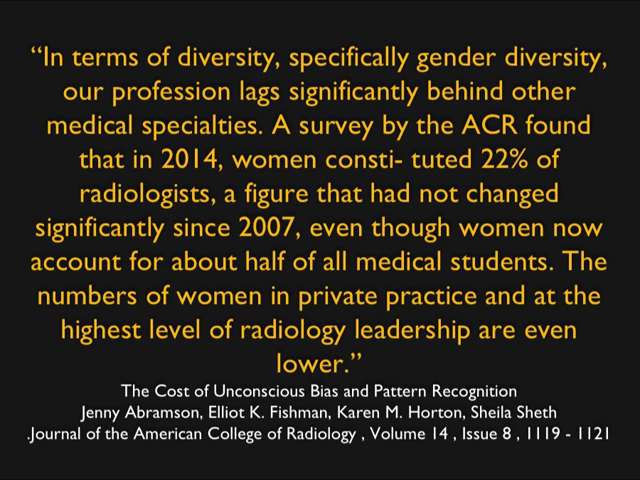 “In terms of diversity, specifically gender diversity,
our profession lags significantly behind other
medical specialties. A survey by the ACR found
that in 2014, women consti- tuted 22% of
radiologists, a figure that had not changed
significantly since 2007, even though women now
account for about half of all medical students. The
numbers of women in private practice and at the
highest level of radiology leadership are even
lower.”
The Cost of Unconscious Bias and Pattern Recognition
Jenny Abramson, Elliot K. Fishman, Karen M. Horton, Sheila Sheth
.Journal of the American College of Radiology , Volume 14 , Issue 8 , 1119 - 1121